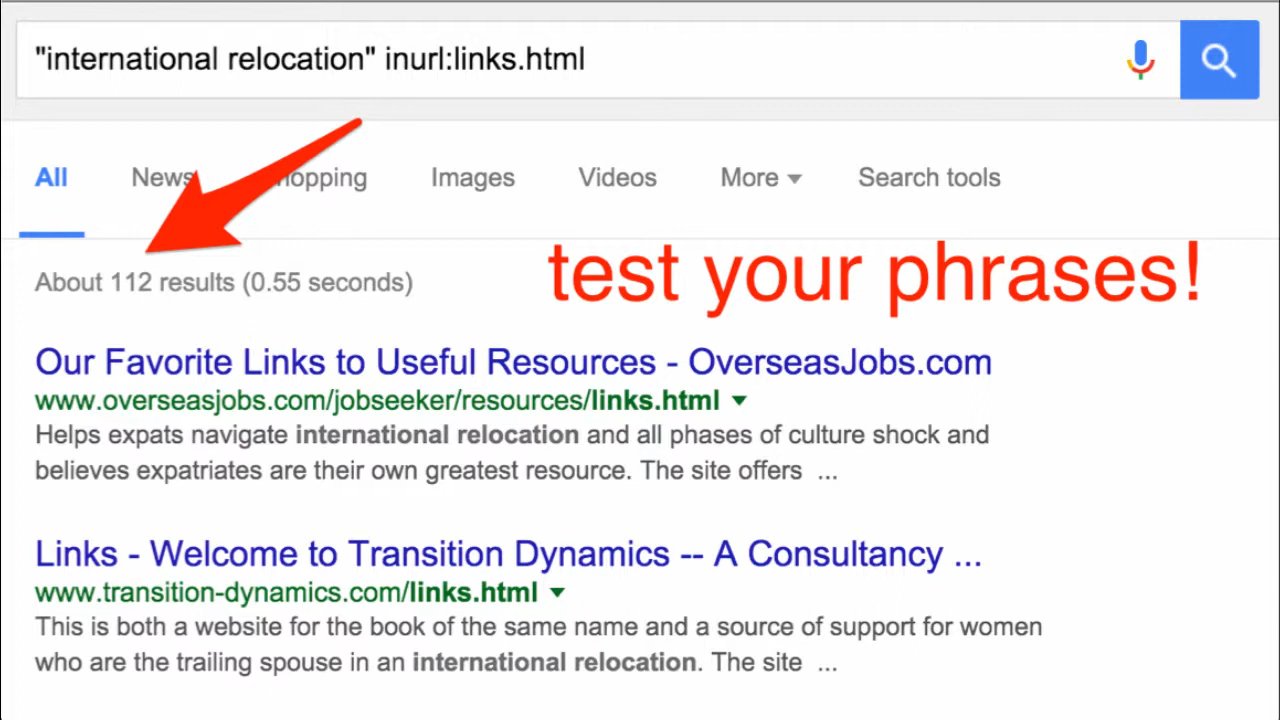 "international relocation" inurl:links.html
All News hopping Images Videos More Search tools
About 112 results (0.55 seconds)
test your phrases!
Our Favorite Links to Useful Resources - OverseasJobs.com
www.overseasjobs.com/jobseeker/resources/links.html
Helps expats navigate international relocation and all phases of culture shock and
believes expatriates are their own greatest resource. The site offers ...
Links - Welcome to Transition Dynamics -- A Consultancy ...
www.transition-dynamics.com/links.html
This is both a website for the book of the same name and a source of support for women
who are the trailing spouse in an international relocation. The site ...